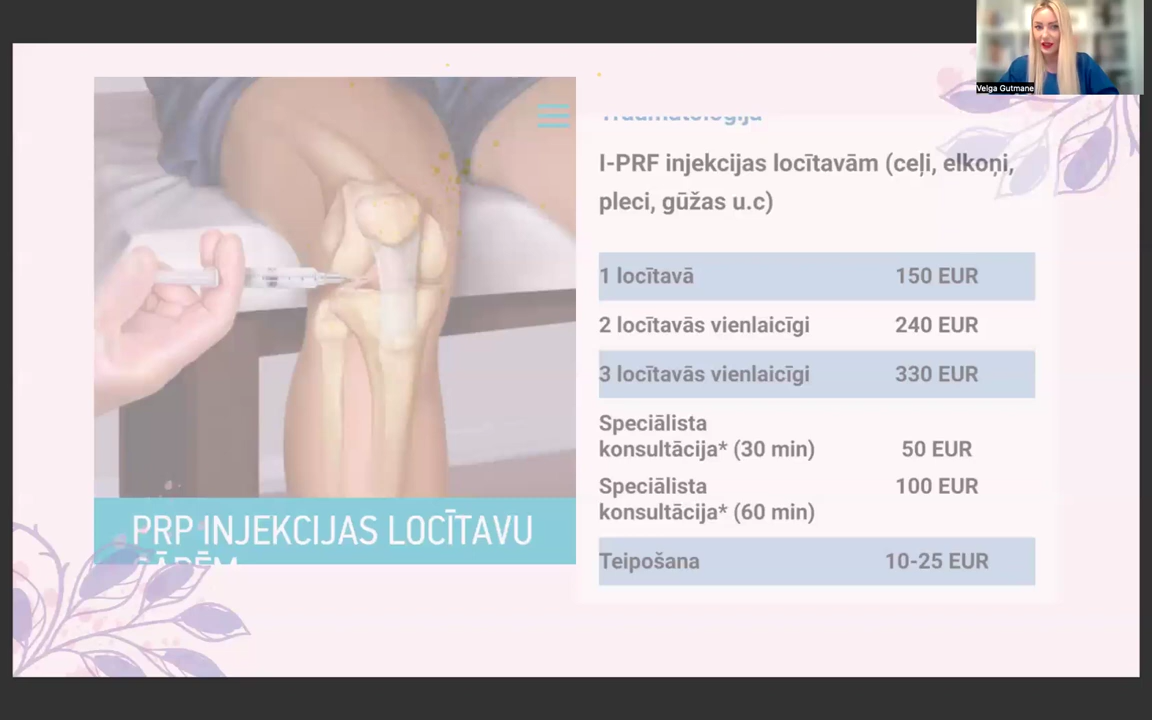 Velga Gutmane
Traumatoloģija
I-PRF injekcijas locītavām (ceļi, elkoņi,
pleci, gūžas u.c)
1 locītavā 150 EUR
2 locītavās vienlaicīgi 240 EUR
3 locītavās vienlaicīgi 330 EUR
Speciālista
konsultācija* (30 min) 50 EUR
Speciālista 100 EUR
konsultācija* (60 min)
Teipošana 10-25 EUR
PRP INJEKCIJAS LOCĪTAVU
SĀPĒM